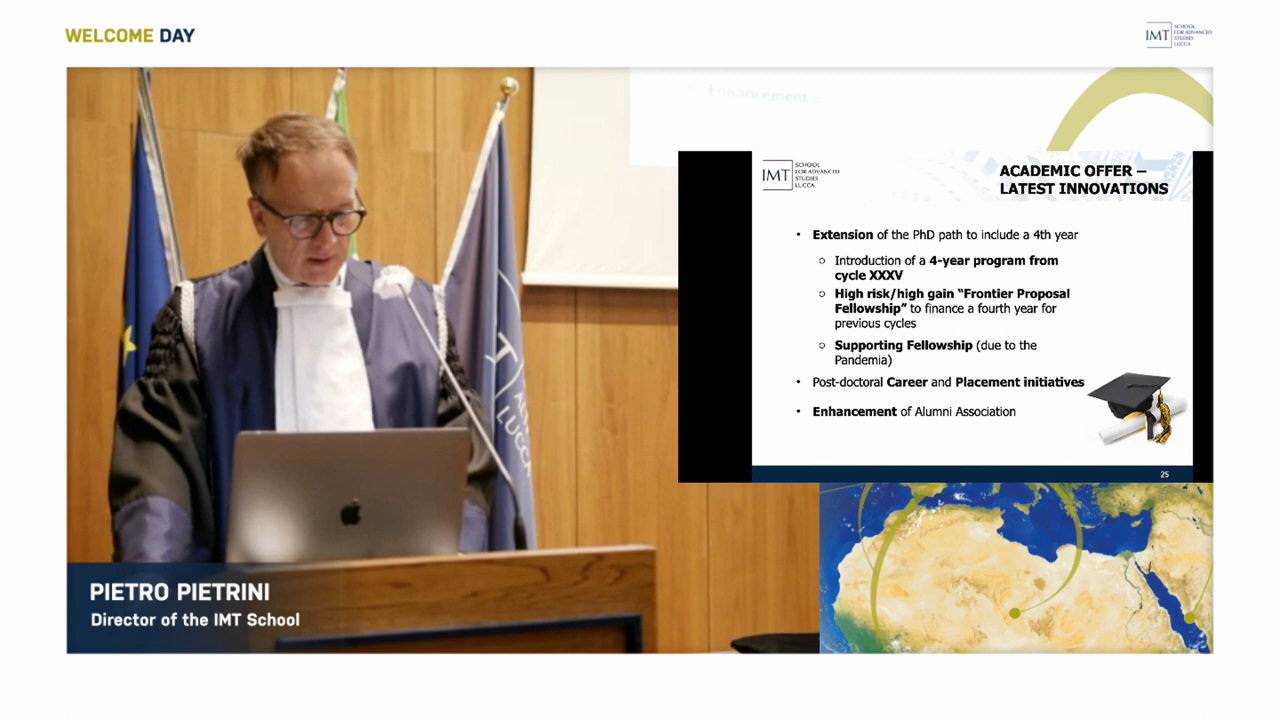 WELCOME DAY
IMT
SCHOOL
FOR ADVANCED
STUDIES
LUCCA
Enhancement
IMT
SCHOOL
FOR ADVANCED
STUDIES
LUCCA
ACADEMIC OFFER –
LATEST INNOVATIONS
• Extension of the PhD path to include a 4th year
○ Introduction of a 4-year program from
cycle XXXV
○ High risk/high gain “Frontier Proposal
Fellowship” to finance a fourth year for
previous cycles
○ Supporting Fellowship (due to the
Pandemia)
• Post-doctoral Career and Placement initiatives
• Enhancement of Alumni Association
25
LUCCA
PIETRO PIETRINI
Director of the IMT School